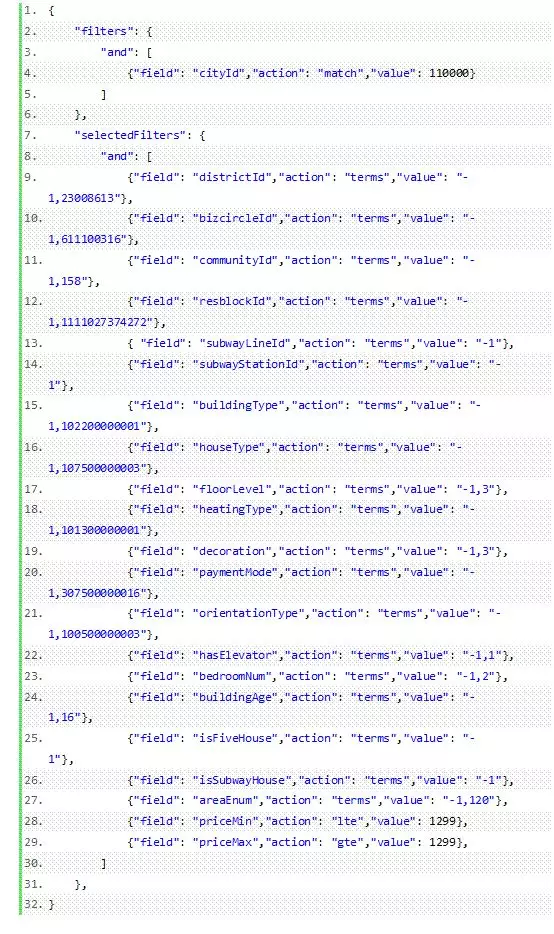 1. {
2. "filters": {
3. "and": [
4. {"field": "cityId","action": "match","value": 110000}
5. ]
6. },
7. "selectedFilters": {
8. "and": [
9. {"field": "districtId","action": "terms","value": "-
1,23008613"},
10. {"field": "bizcircleId","action": "terms","value": "-
1,611100316"},
11. {"field": "communityId","action": "terms","value": "-
1,158"},
12. {"field": "resblockId","action": "terms","value": "-
1,1111027374272"},
13. { "field": "subwayLineId","action": "terms","value": "-1"},
14. {"field": "subwayStationId","action": "terms","value": "-
1"},
15. {"field": "buildingType","action": "terms","value": "-
1,102200000001"},
16. {"field": "houseType","action": "terms","value": "-
1,107500000003"},
17. {"field": "floorLevel","action": "terms","value": "-1,3"},
18. {"field": "heatingType","action": "terms","value": "-
1,101300000001"},
19. {"field": "decoration","action": "terms","value": "-1,3"},
20. {"field": "paymentMode","action": "terms","value": "-
1,307500000016"},
21. {"field": "orientationType","action": "terms","value": "-
1,100500000003"},
22. {"field": "hasElevator","action": "terms","value": "-1,1"},
23. {"field": "bedroomNum","action": "terms","value": "-1,2"},
24. {"field": "buildingAge","action": "terms","value": "-
1,16"},
25. {"field": "isFiveHouse","action": "terms","value": "-
1"},
26. {"field": "isSubwayHouse","action": "terms","value": "-1"},
27. {"field": "areaEnum","action": "terms","value": "-1,120"},
28. {"field": "priceMin","action": "lte","value": 1299},
29. {"field": "priceMax","action": "gte","value": 1299},
30. ]
31. },
32. }